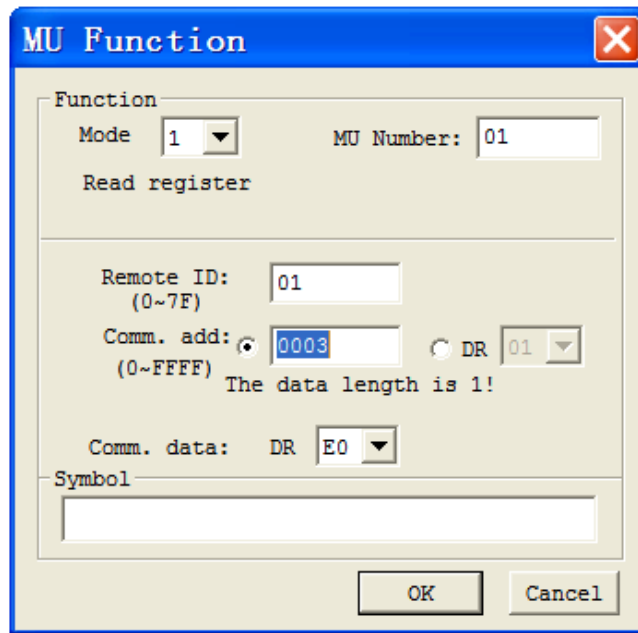 MU Function
Function
Mode 1 MU Number: 01
Read register
Remote ID: 01
(0~7F)
Comm. add: 0003 DR 01
(0~FFFF)
The data length is 1!
Comm. data: DR E0
Symbol
OK Cancel